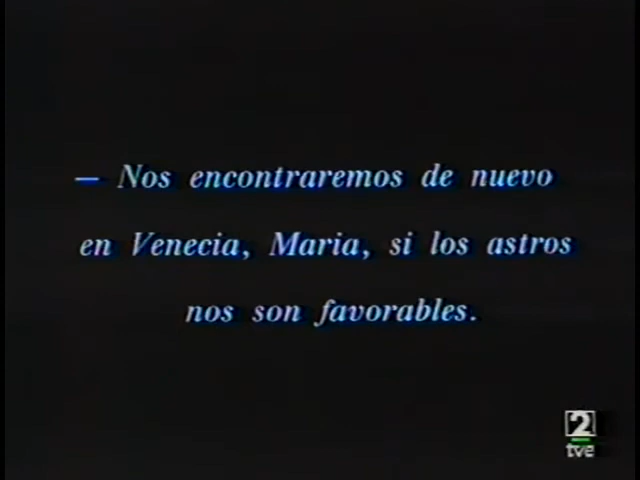 — Nos encontraremos de nuevo
en Venecia, Maria, si los astros
nos son favorables.
2
tve